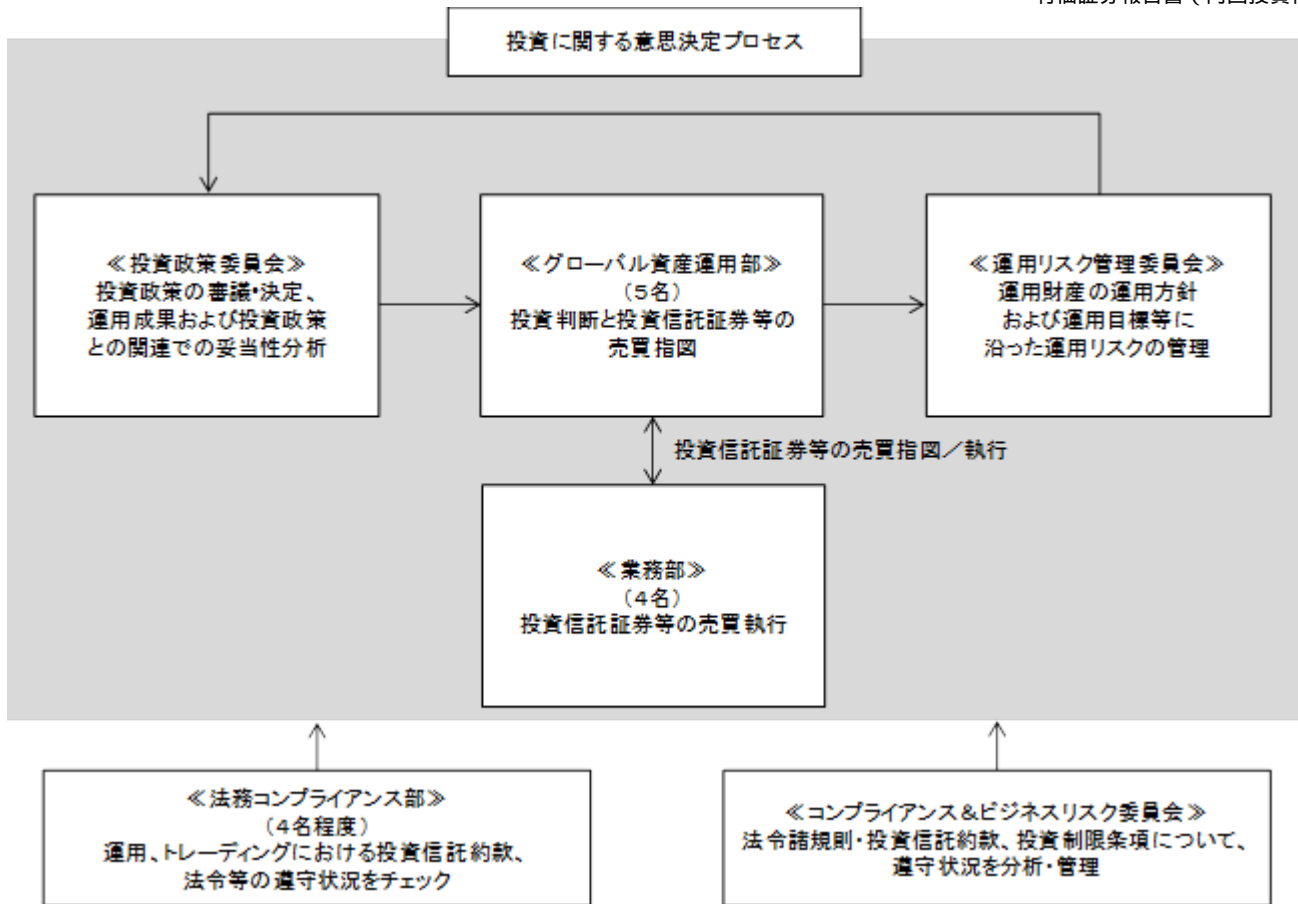 投資に関する意思決定プロセス
≪投資政策委員会≫
投資政策の審議・決定、
運用成果および投資政策
との関連での妥当性分析
≪グローバル資産運用部≫
(5名)
投資判断と投資信託証券等の
売買指図
≪運用リスク管理委員会≫
運用財産の運用方針
および運用目標等に
沿った運用リスクの管理
投資信託証券等の売買指図/執行
≪業務部≫
(4名)
投資信託証券等の売買執行
≪法務コンプライアンス部≫
(4名程度)
運用、トレーディングにおける投資信託約款、
法令等の遵守状況をチェック
≪コンプライアンス&ビジネスリスク委員会≫
法令諸規則・投資信託約款、投資制限条項について、
遵守状況を分析・管理